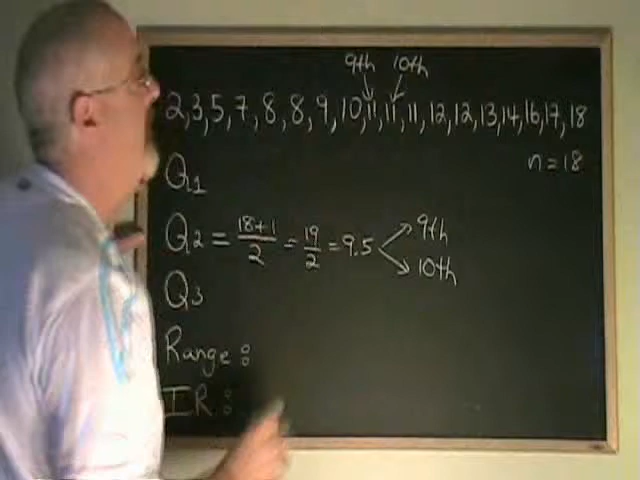 9th 10th
2,3,5,7,8,8,9,10,11,11,11,12,12,13,14,16,17,18
n = 18
Q1
Q2 = 18+1/2 = 19/2 = 9.5 9th
10th
Q3
Range:
IR: